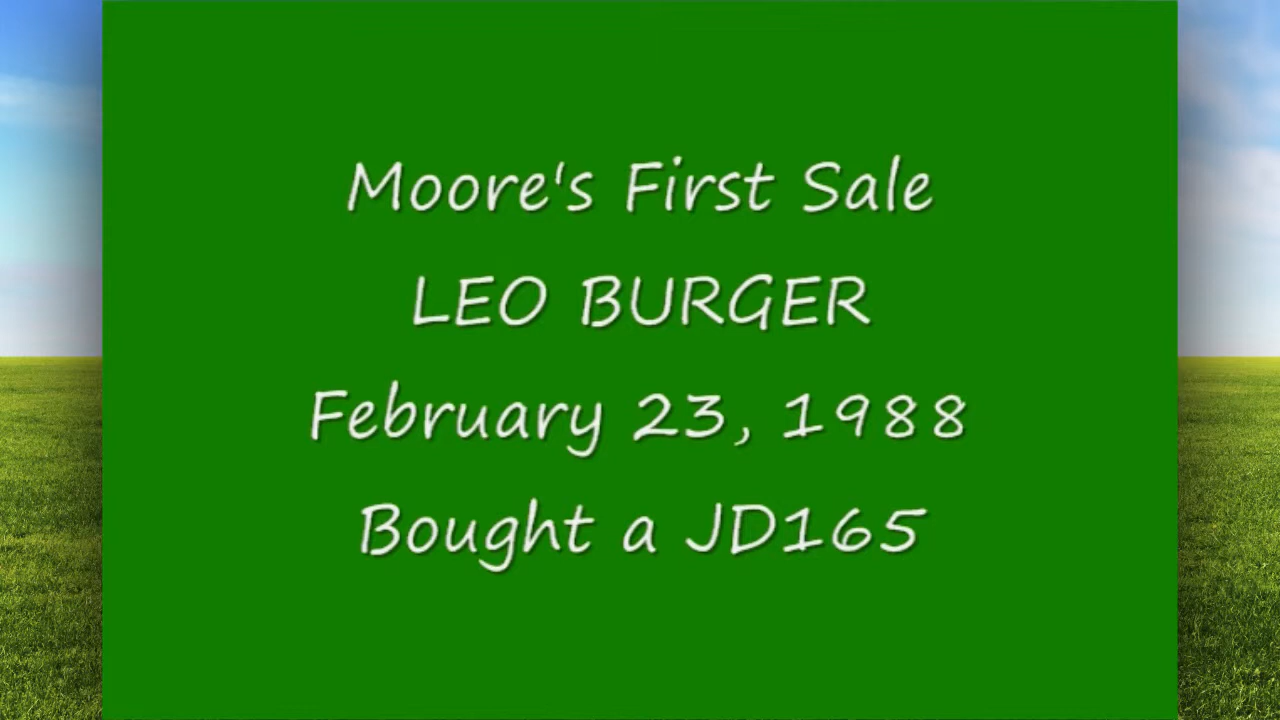 Moore's First Sale
LEO BURGER
February 23, 1988
Bought a JD165